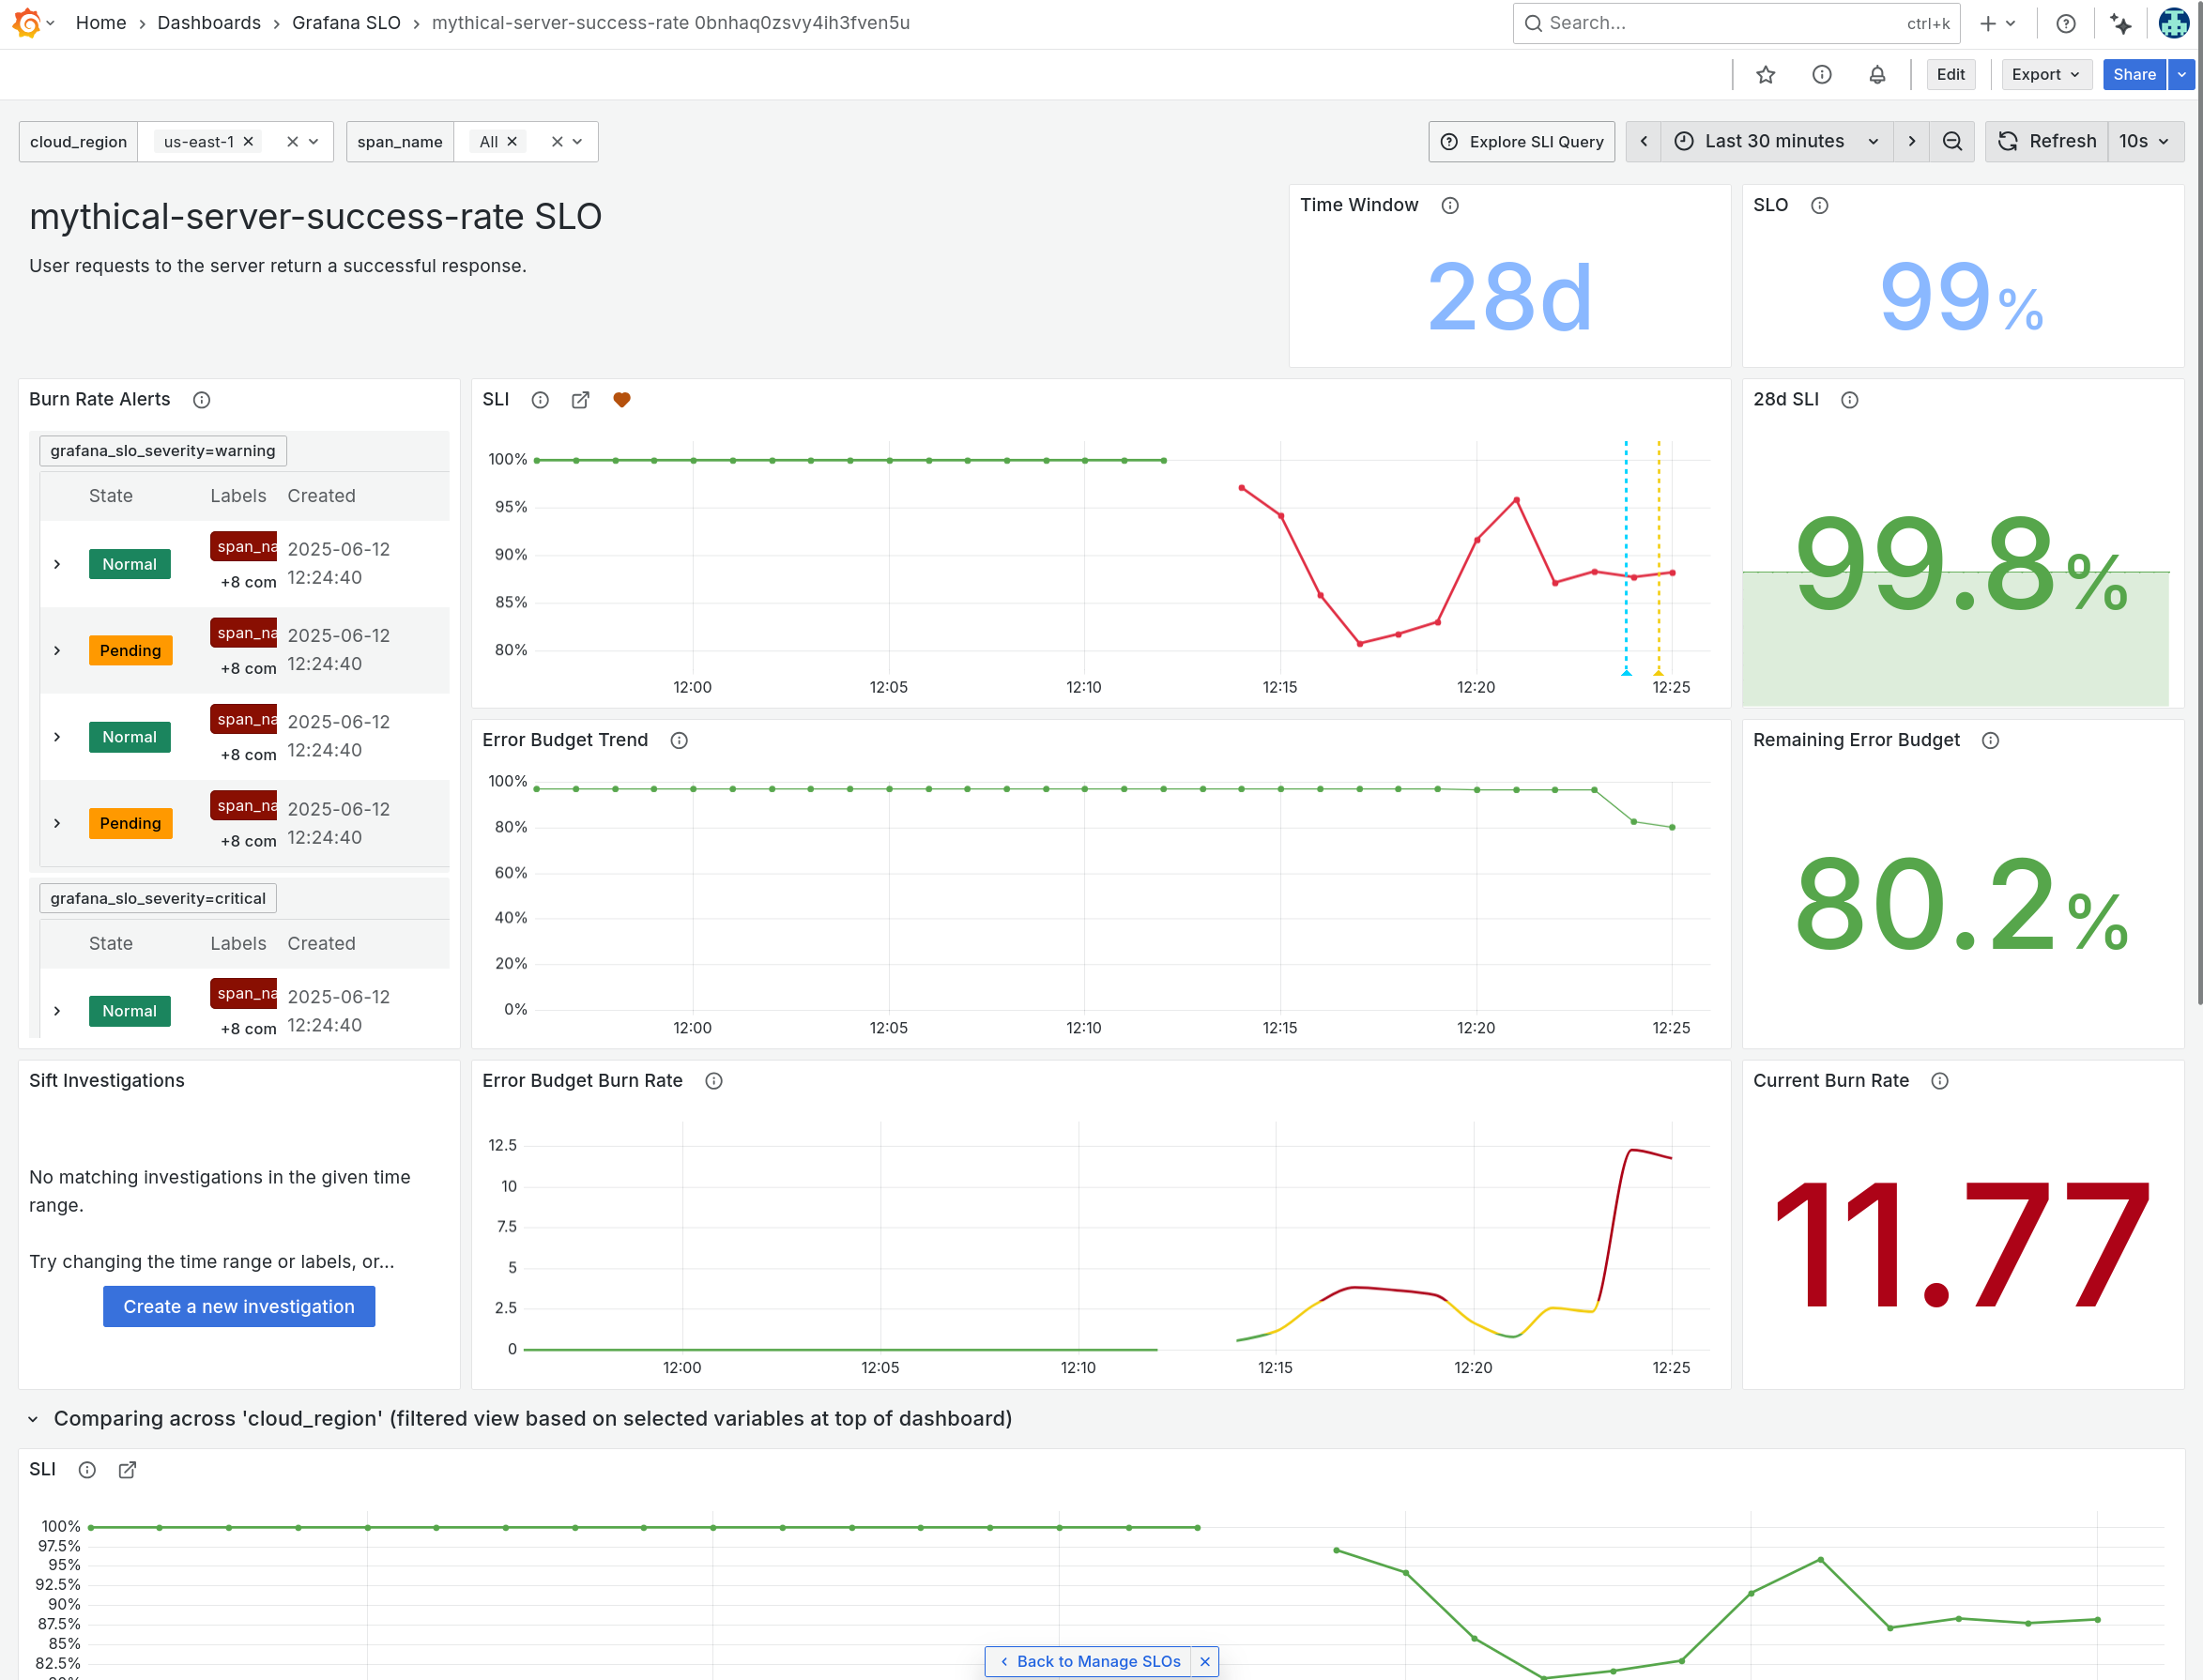 Home > Dashboards > Grafana SLO > mythical-server-success-rate 0bnhaq0zsvy4ih3fven5u
Search... ctrl+k
Edit Export Share
cloud_region us-east-1 span_name All Explore SLI Query Last 30 minutes Refresh 10s
mythical-server-success-rate SLO
User requests to the server return a successful response.
Time Window
28d
SLO
99%
Burn Rate Alerts
grafana_slo_severity=warning
State Labels Created
Normal span_na +8 com 2025-06-12 12:24:40
Pending span_na +8 com 2025-06-12 12:24:40
Normal span_na +8 com 2025-06-12 12:24:40
Pending span_na +8 com 2025-06-12 12:24:40
grafana_slo_severity=critical
State Labels Created
Normal span_na +8 com 2025-06-12 12:24:40
SLI
100%
95%
90%
85%
80%
12:00 12:05 12:10 12:15 12:20 12:25
28d SLI
99.8%
Error Budget Trend
100%
80%
60%
40%
20%
0%
12:00 12:05 12:10 12:15 12:20 12:25
Remaining Error Budget
80.2%
Sift Investigations
No matching investigations in the given time
range.
Try changing the time range or labels, or...
Create a new investigation
Error Budget Burn Rate
12.5
10
7.5
5
2.5
0
12:00 12:05 12:10 12:15 12:20 12:25
Current Burn Rate
11.77
Comparing across 'cloud_region' (filtered view based on selected variables at top of dashboard)
SLI
100%
97.5%
95%
92.5%
90%
87.5%
85%
82.5%
Back to Manage SLOs